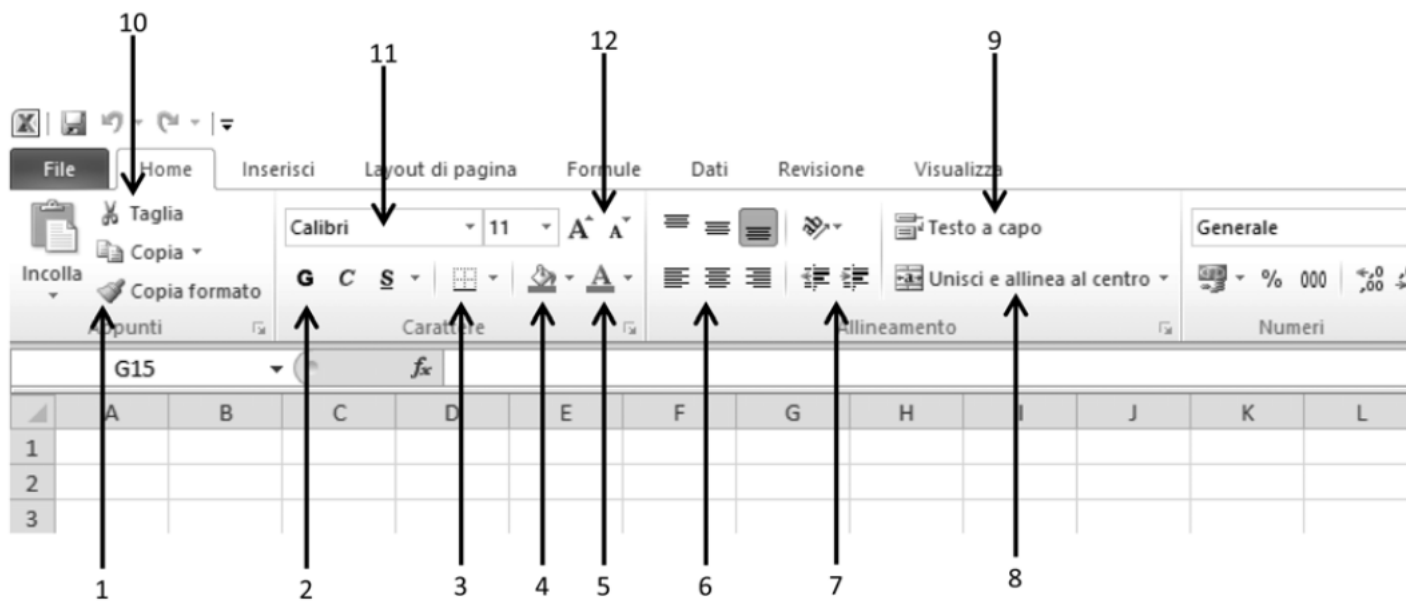 10
11
12
9
File Home Inserisci Layout di pagina Formule Dati Revisione Visualizza
Taglia
Copia
Incolla
Copia formato
Appunti
Calibri 11 A A
G C S A
Carattere
Testo a capo
Unisci e allinea al centro
Allineamento
Generale
% 000
Numeri
G15 fx
A B C D E F G H I J K L
1
2
3
1 2 3 4 5 6 7 8